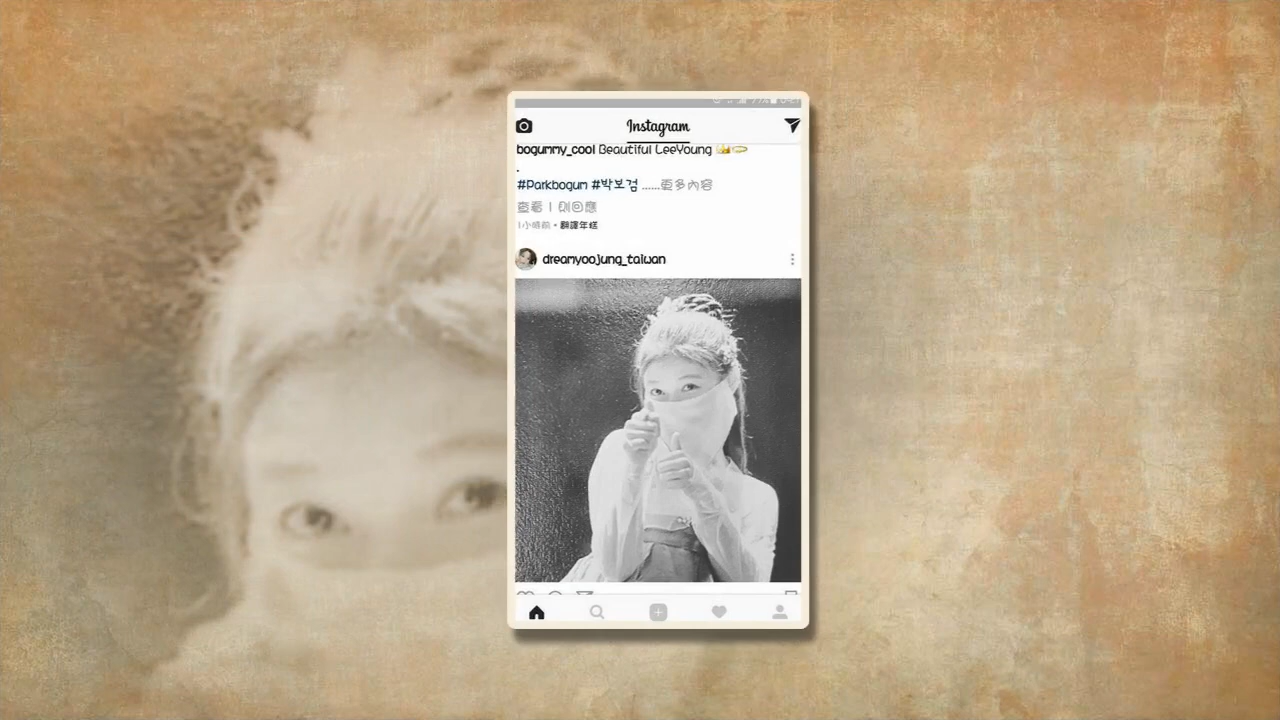 Instagram
bogummy_cool Beautiful LeeYoung
.
#Parkbogum #박보검 ......更多內容
查看 1 則回應
1小時前 • 翻譯年糕
dreamyoojung_taiwan